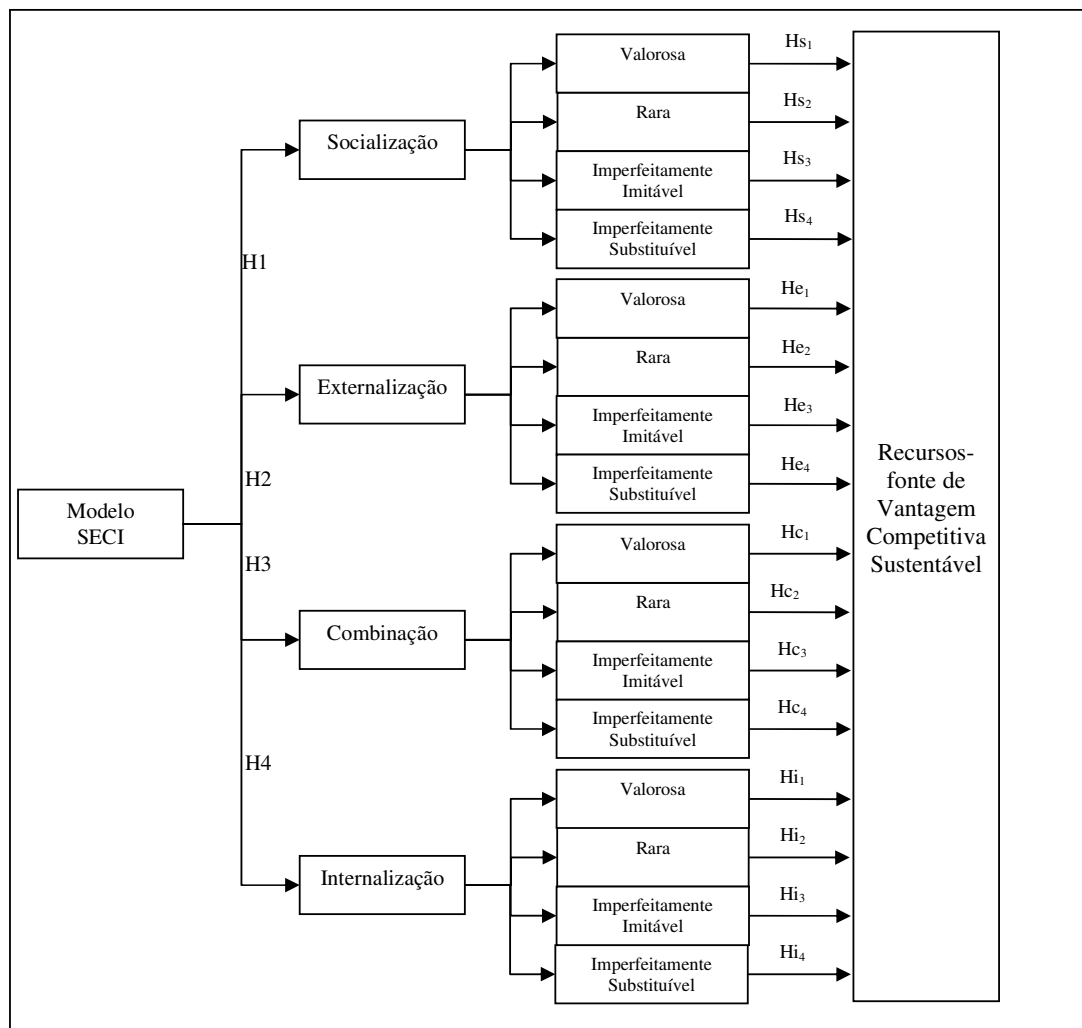 Modelo
SECI
H1
H2
H3
H4
Socialização
Valorosa
Hs₁
Rara
Hs₂
Imperfeitamente
Imitável
Hs₃
Imperfeitamente
Substituível
Hs₄
Externalização
Valorosa
He₁
Rara
He₂
Imperfeitamente
Imitável
He₃
Imperfeitamente
Substituível
He₄
Combinação
Valorosa
Hc₁
Rara
Hc₂
Imperfeitamente
Imitável
Hc₃
Imperfeitamente
Substituível
Hc₄
Internalização
Valorosa
Hi₁
Rara
Hi₂
Imperfeitamente
Imitável
Hi₃
Imperfeitamente
Substituível
Hi₄
Recursos-
fonte de
Vantagem
Competitiva
Sustentável